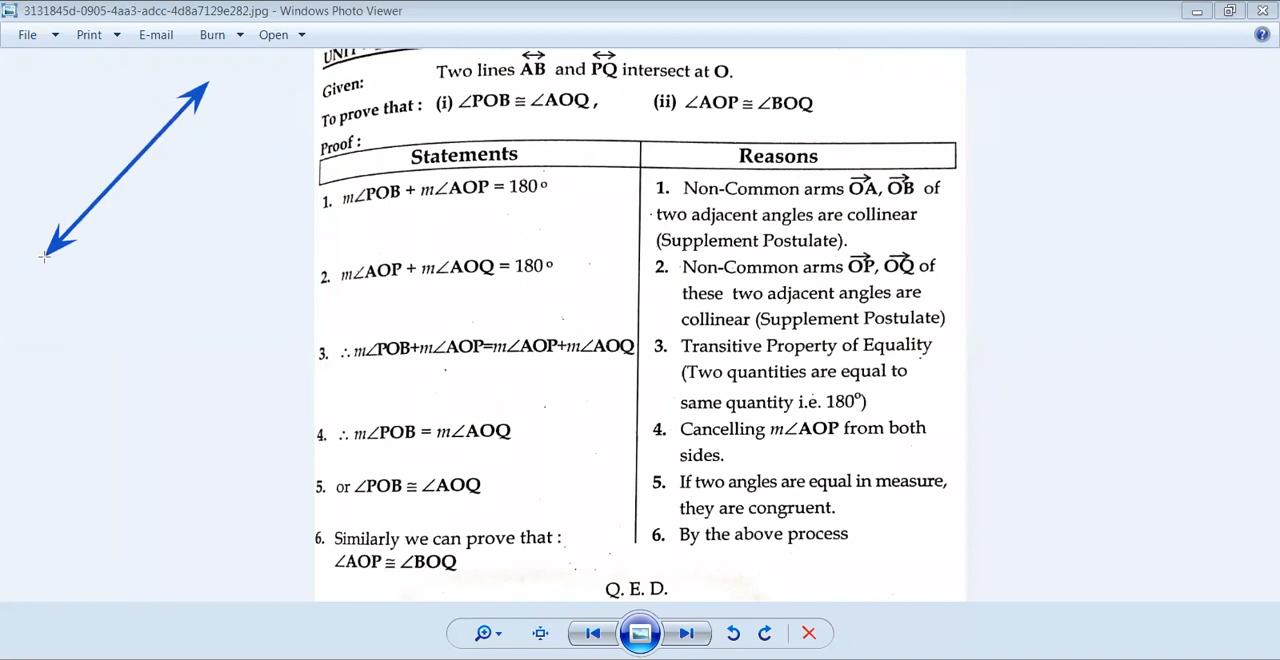 3131845d-0905-4aa3-adcc-4d8a7129e282.jpg - Windows Photo Viewer
File Print E-mail Burn Open
UNIT
Given: Two lines AB and PQ intersect at O.
To prove that : (i) ∠POB ≅ ∠AOQ , (ii) ∠AOP ≅ ∠BOQ
Proof :
Statements Reasons
1. m∠POB + m∠AOP = 180° 1. Non-Common arms OA, OB of
two adjacent angles are collinear
(Supplement Postulate).
2. m∠AOP + m∠AOQ = 180° 2. Non-Common arms OP, OQ of
these two adjacent angles are
collinear (Supplement Postulate)
3. ∴ m∠POB+m∠AOP=m∠AOP+m∠AOQ 3. Transitive Property of Equality
(Two quantities are equal to
same quantity i.e. 180°)
4. ∴ m∠POB = m∠AOQ 4. Cancelling m∠AOP from both
sides.
5. or ∠POB ≅ ∠AOQ 5. If two angles are equal in measure,
they are congruent.
6. Similarly we can prove that : 6. By the above process
∠AOP ≅ ∠BOQ
Q. E. D.